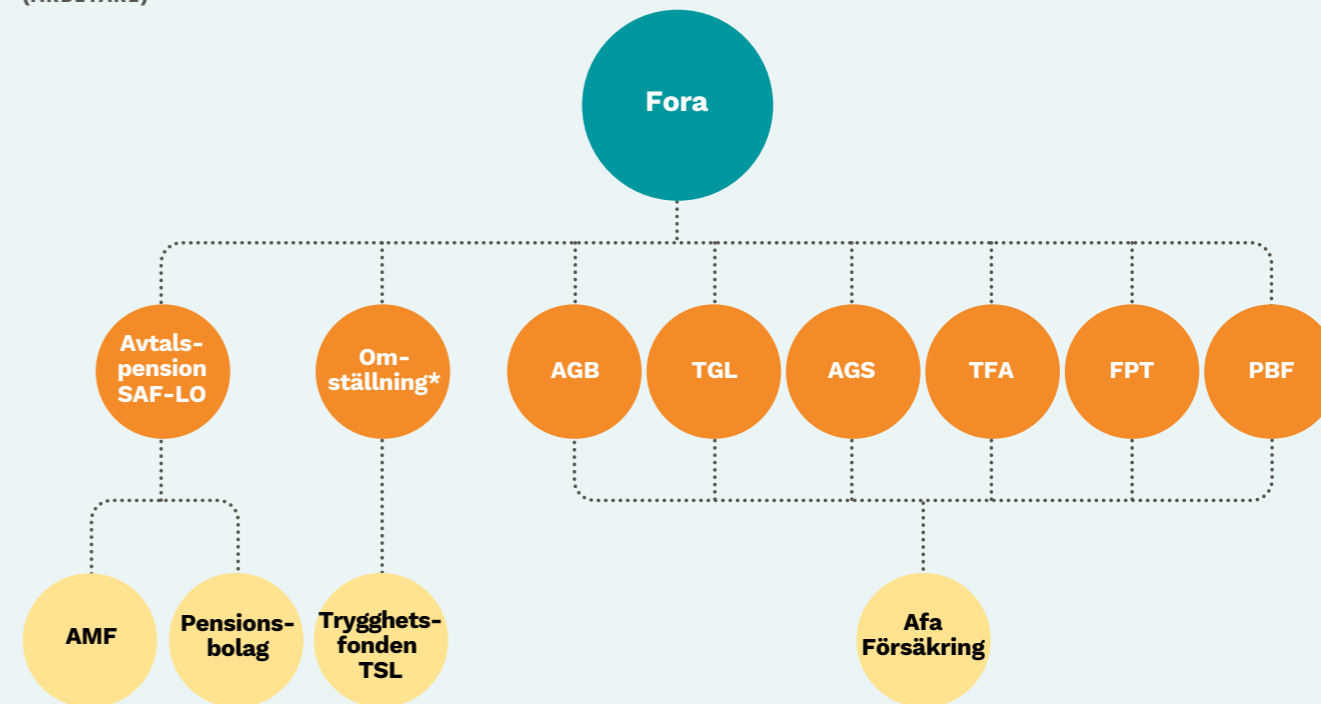 (ARBETARE)
Fora
Avtals-
pension
SAF-LO
Om-
ställning*
AGB
TGL
AGS
TFA
FPT
PBF
AMF
Pensions-
bolag
Trygghets-
fonden
TSL
Afa
Försäkring